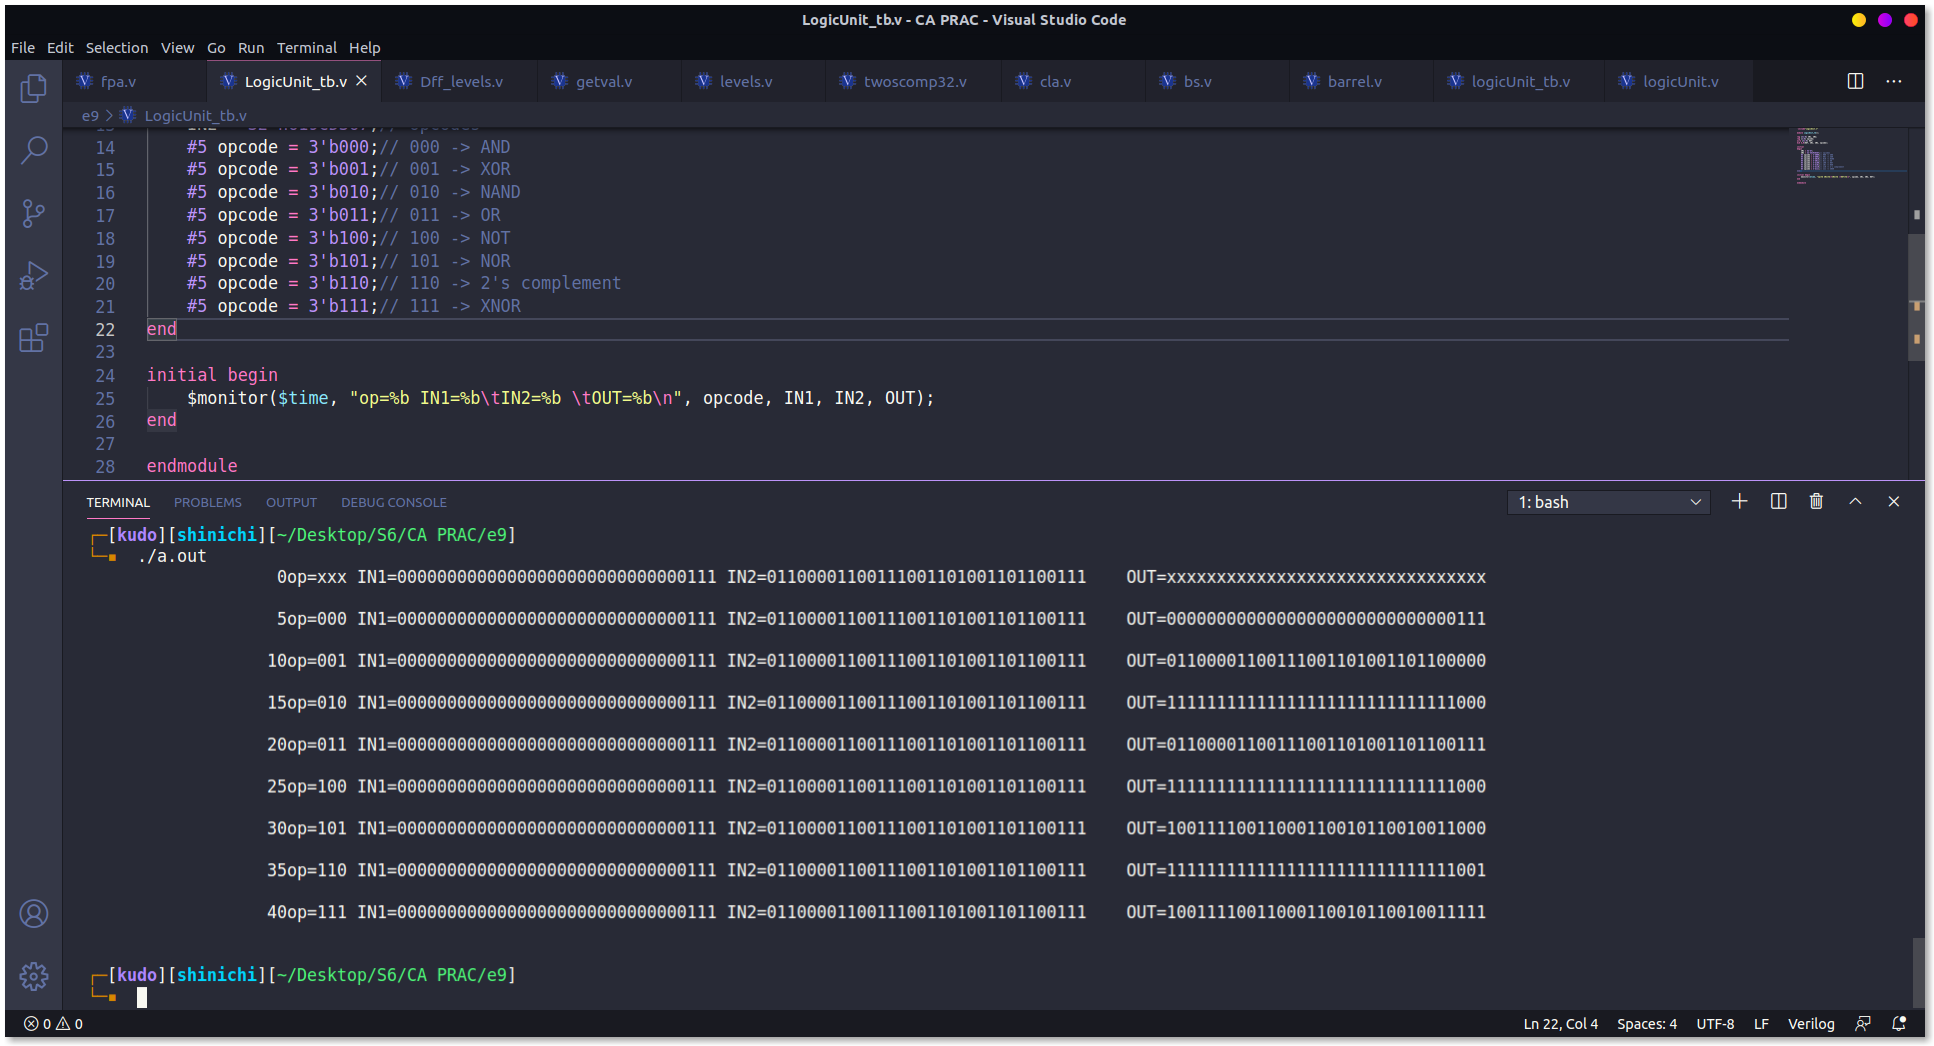 LogicUnit_tb.v - CA PRAC - Visual Studio Code
File Edit Selection View Go Run Terminal Help
fpa.v LogicUnit_tb.v Dff_levels.v getval.v levels.v twoscomp32.v cla.v bs.v barrel.v logicUnit_tb.v logicUnit.v
e9 > LogicUnit_tb.v
14 #5 opcode = 3'b000;// 000 -> AND
15 #5 opcode = 3'b001;// 001 -> XOR
16 #5 opcode = 3'b010;// 010 -> NAND
17 #5 opcode = 3'b011;// 011 -> OR
18 #5 opcode = 3'b100;// 100 -> NOT
19 #5 opcode = 3'b101;// 101 -> NOR
20 #5 opcode = 3'b110;// 110 -> 2's complement
21 #5 opcode = 3'b111;// 111 -> XNOR
22 end
23
24 initial begin
25 $monitor($time, "op=%b IN1=%b\tIN2=%b \tOUT=%b\n", opcode, IN1, IN2, OUT);
26 end
27
28 endmodule
TERMINAL PROBLEMS OUTPUT DEBUG CONSOLE 1: bash
[kudo][shinichi][~/Desktop/S6/CA PRAC/e9]
./a.out
0op=xxx IN1=00000000000000000000000000000111 IN2=01100001100111001101001101100111 OUT=xxxxxxxxxxxxxxxxxxxxxxxxxxxxxxxx
5op=000 IN1=00000000000000000000000000000111 IN2=01100001100111001101001101100111 OUT=00000000000000000000000000000111
10op=001 IN1=00000000000000000000000000000111 IN2=01100001100111001101001101100111 OUT=01100001100111001101001101100000
15op=010 IN1=00000000000000000000000000000111 IN2=01100001100111001101001101100111 OUT=11111111111111111111111111111000
20op=011 IN1=00000000000000000000000000000111 IN2=01100001100111001101001101100111 OUT=01100001100111001101001101100111
25op=100 IN1=00000000000000000000000000000111 IN2=01100001100111001101001101100111 OUT=11111111111111111111111111111000
30op=101 IN1=00000000000000000000000000000111 IN2=01100001100111001101001101100111 OUT=10011110011000110010110010011000
35op=110 IN1=00000000000000000000000000000111 IN2=01100001100111001101001101100111 OUT=11111111111111111111111111111001
40op=111 IN1=00000000000000000000000000000111 IN2=01100001100111001101001101100111 OUT=10011110011000110010110010011111
[kudo][shinichi][~/Desktop/S6/CA PRAC/e9]
0 0 Ln 22, Col 4 Spaces: 4 UTF-8 LF Verilog